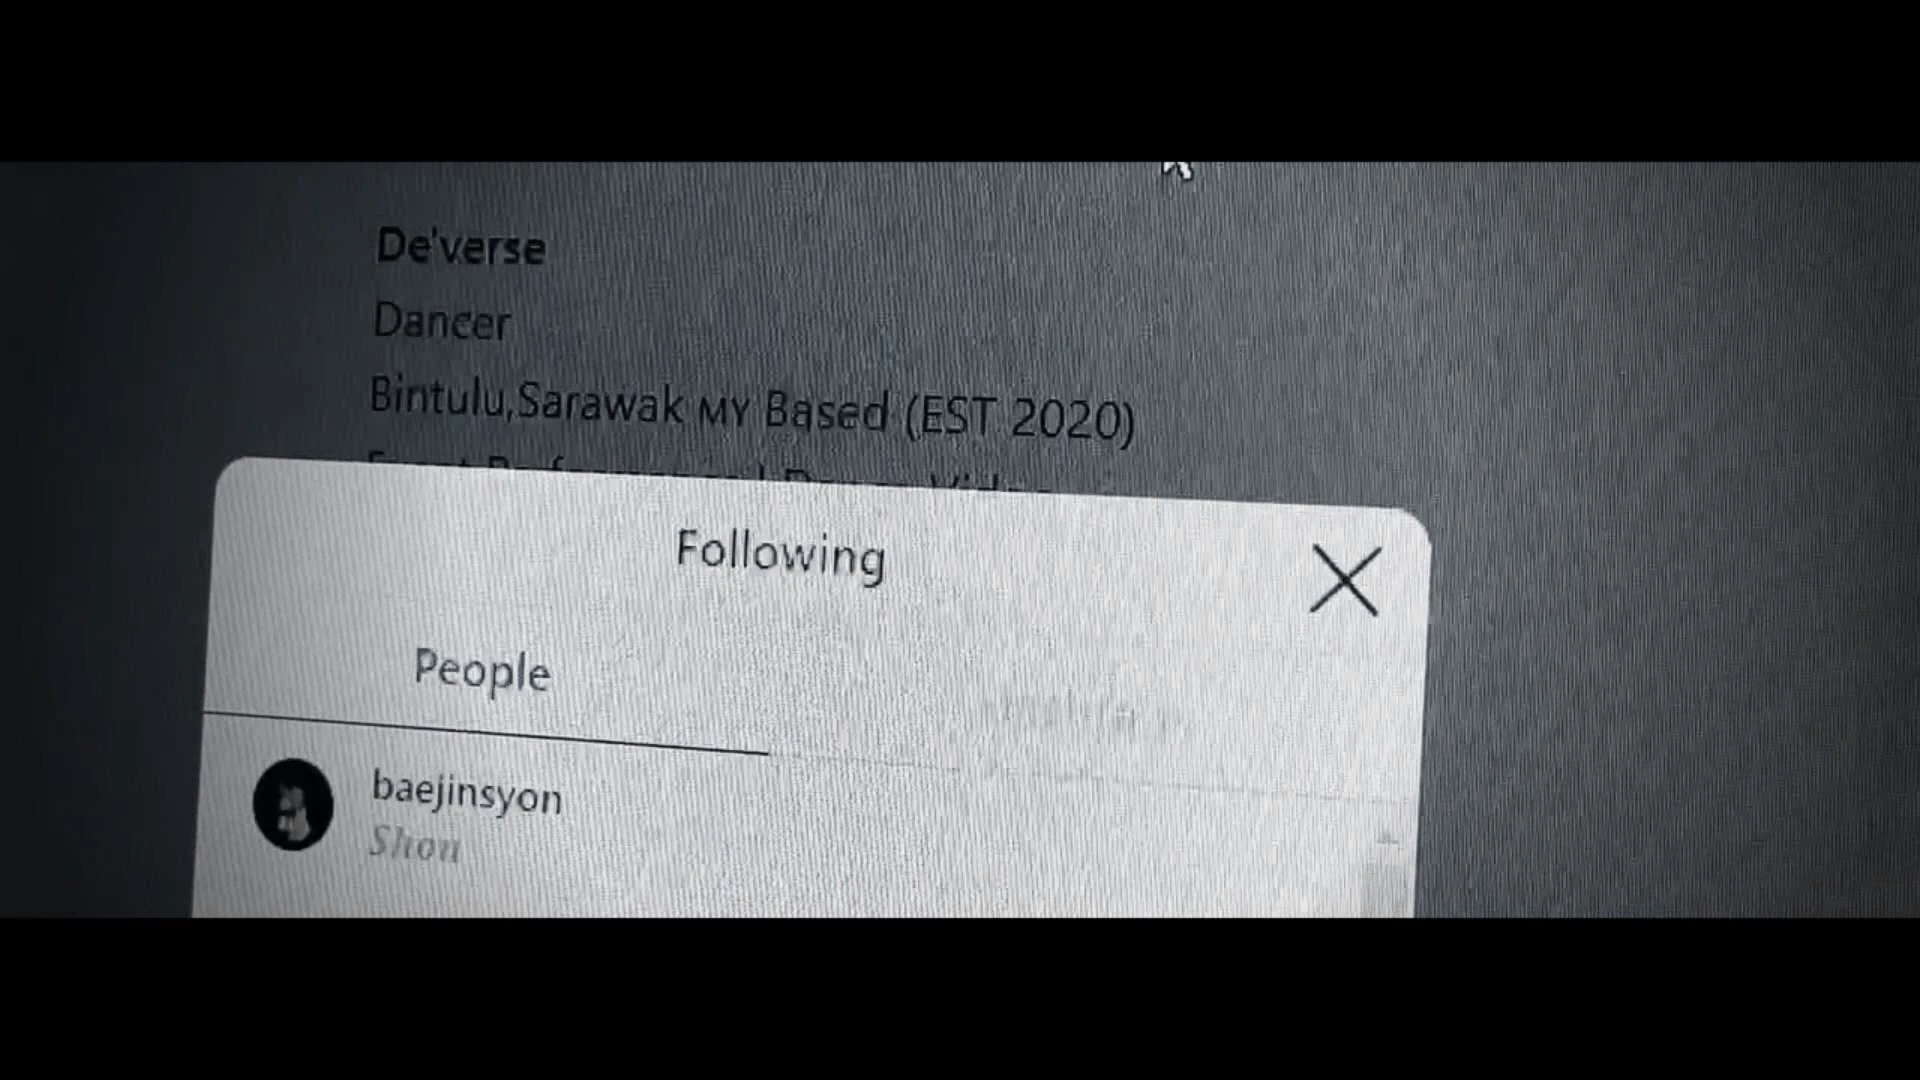 De'verse
Dancer
Bintulu,Sarawak MY Based (EST 2020)
Following
People
baejinsyon
Shon